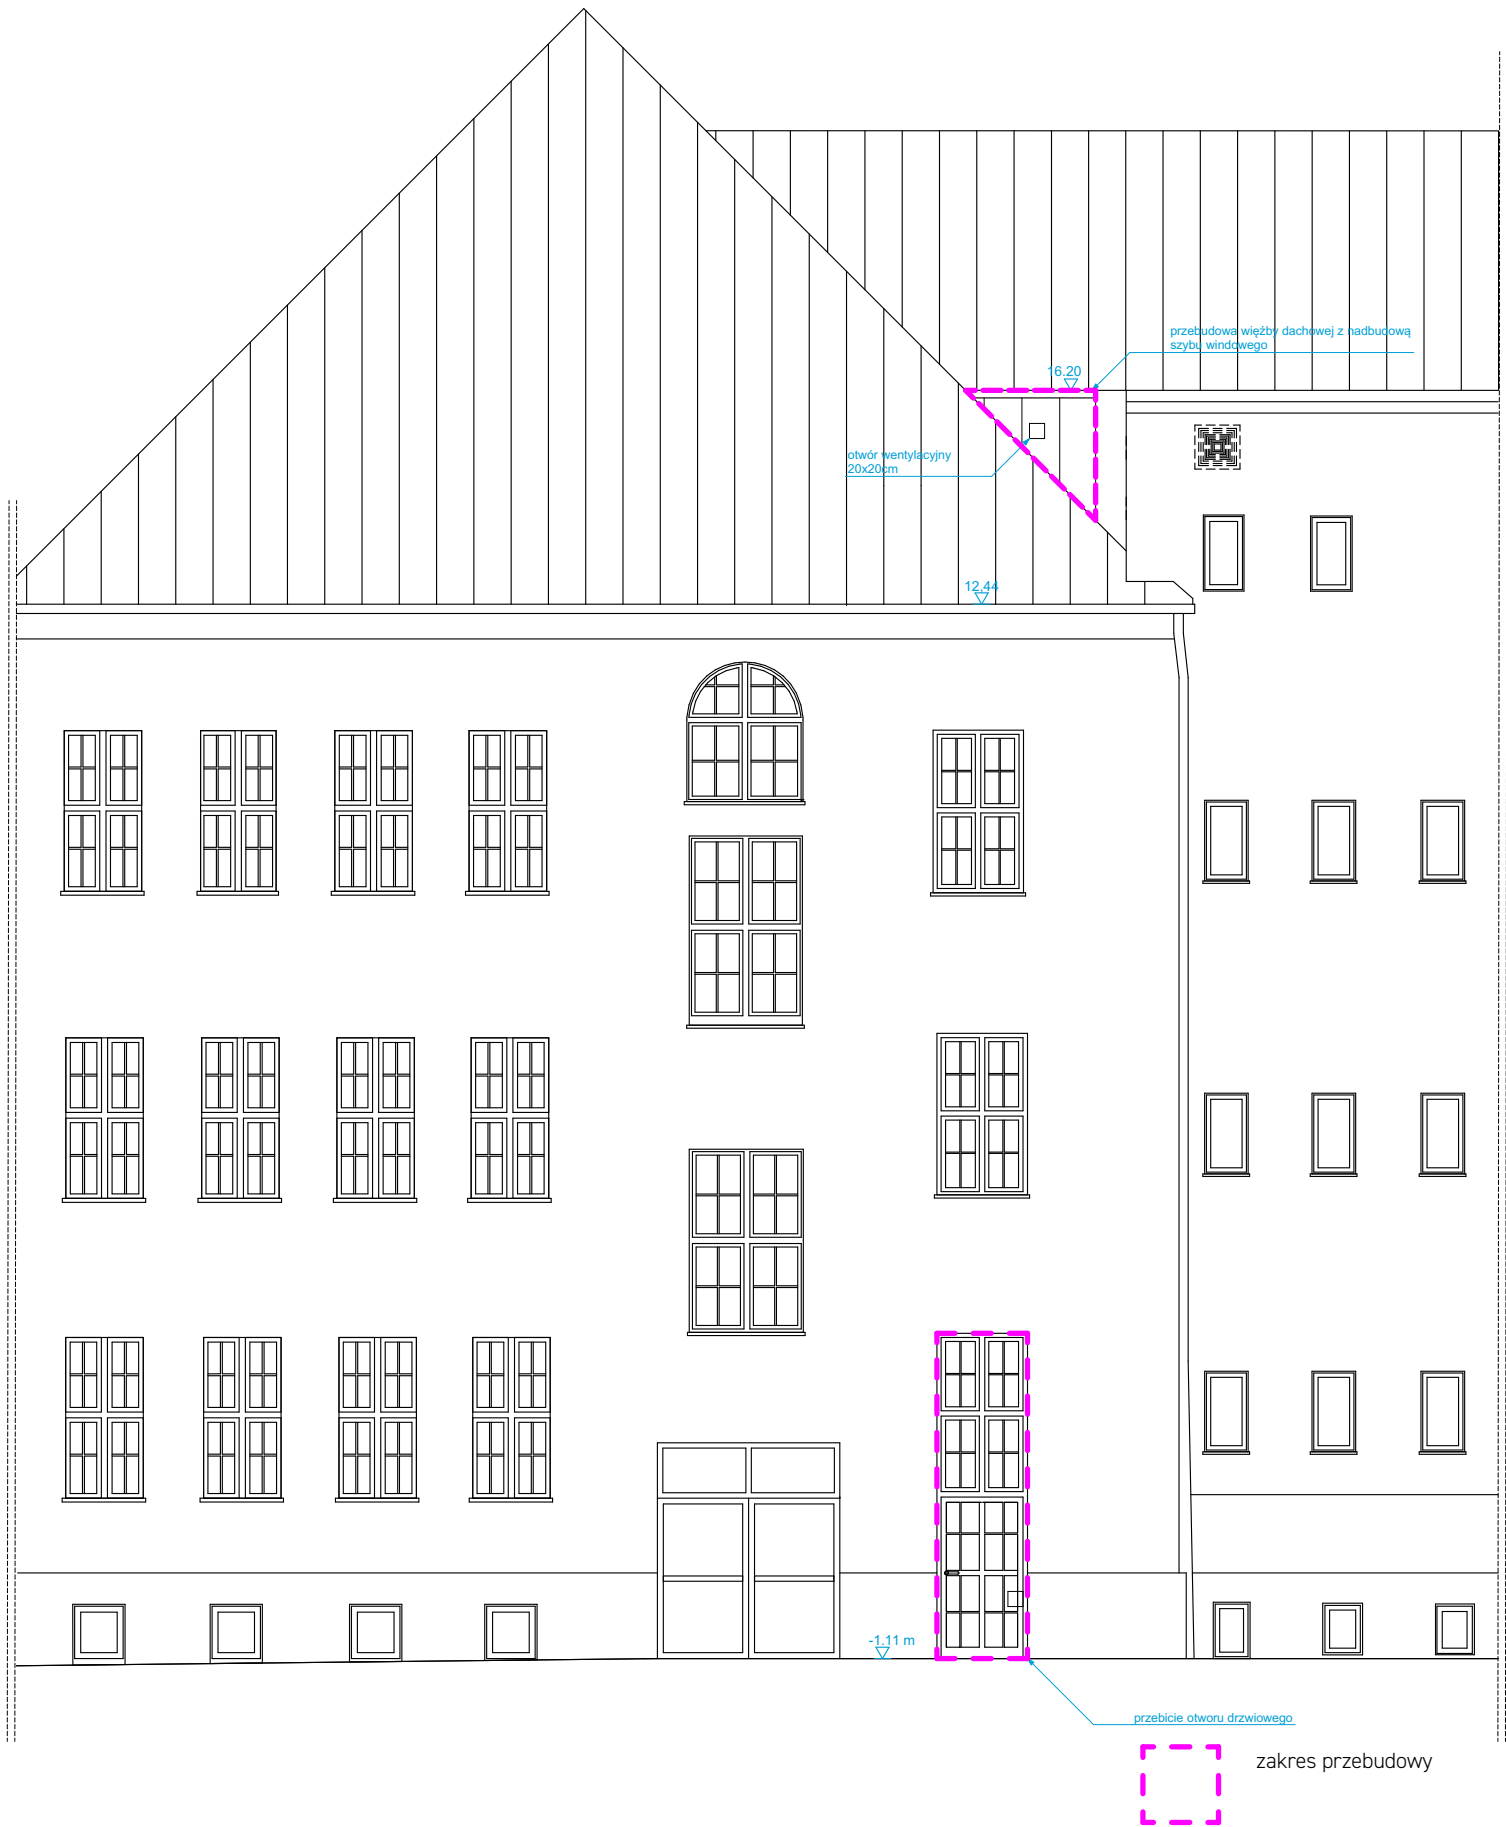 przebudowa więźby dachowej z nadbudową
szybu windowego
16.20
otwór wentylacyjny
20x20cm
12.44
-1.11 m
przebicie otworu drzwiowego
zakres przebudowy